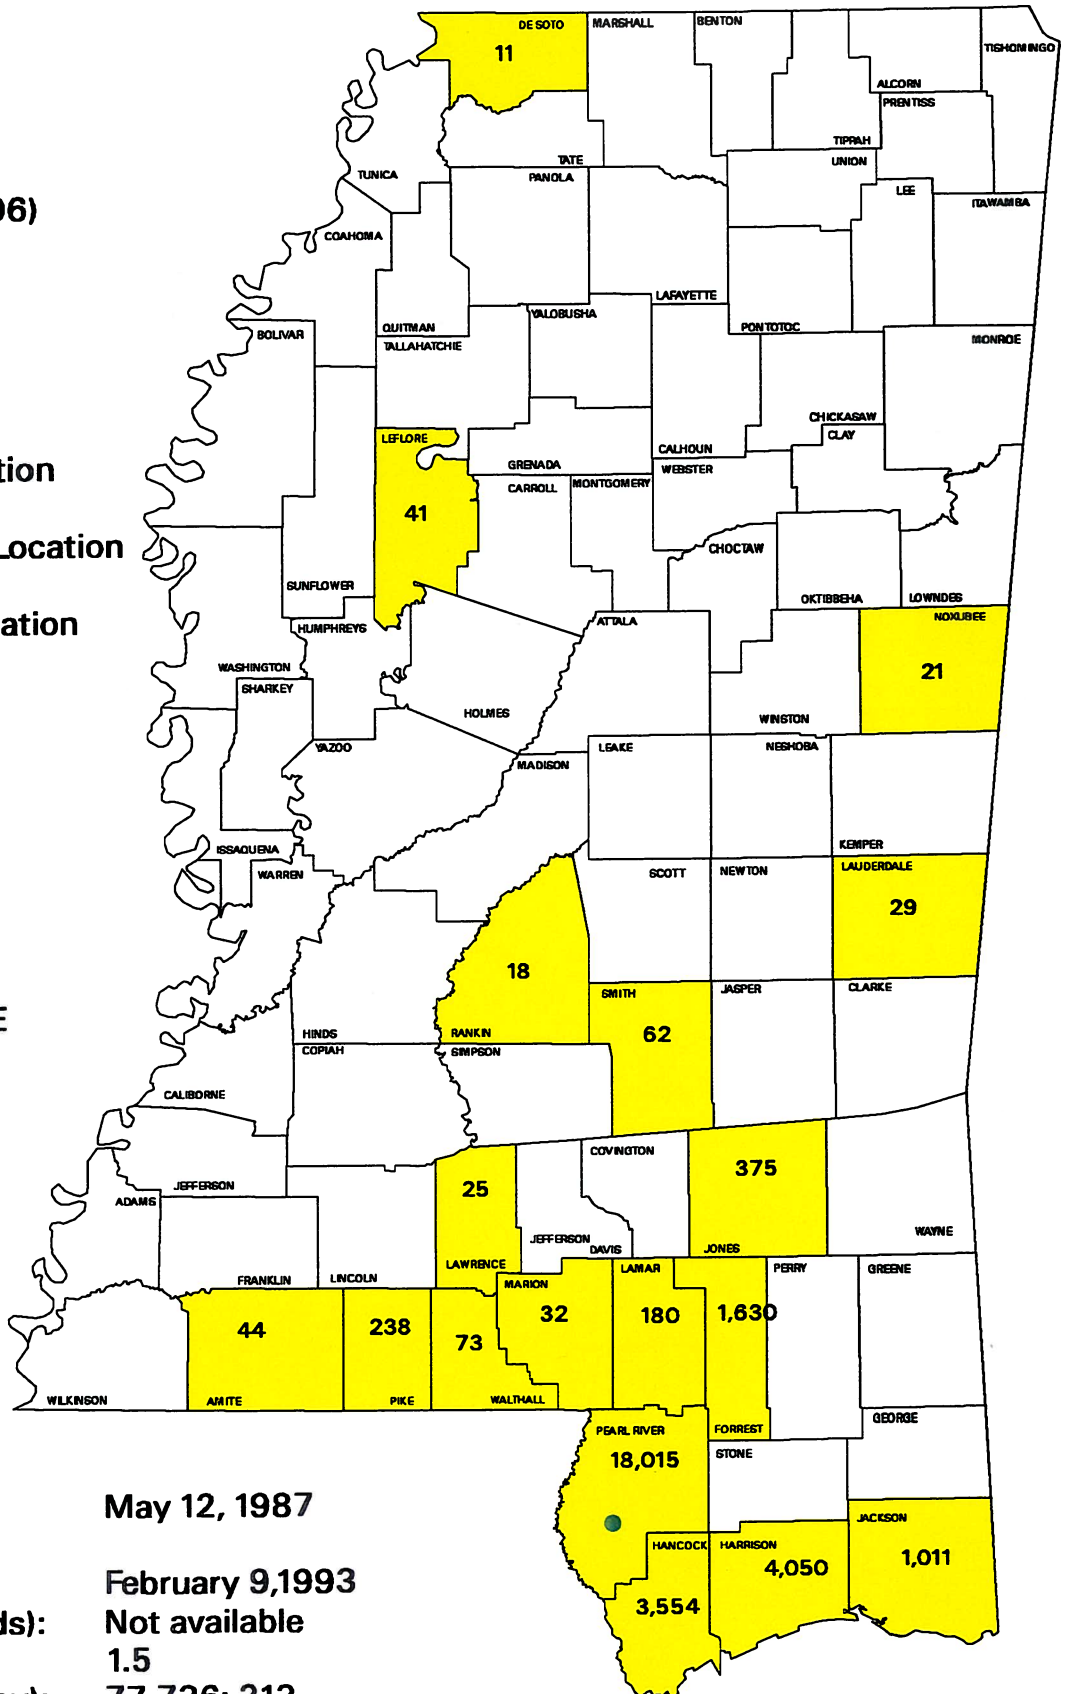 DE SOTO
11
MARSHALL
BENTON
TISHOMINGO
ALCORN
PRENTISS
TIPPAH
TATE
UNION
TUNICA
PANOLA
LEE
ITAWAMBA
06)
COAHOMA
LAFAYETTE
YALOBUSHA
QUITMAN
PONTOTOC
BOLIVAR
TALLAHATCHIE
MONROE
CHICKASAW
LEFLORE
CLAY
CALHOUN
GRENADA
WEBSTER
tion
CARROLL
MONTGOMERY
41
Location
CHOCTAW
SUNFLOWER
OKTIBBEHA
LOWNDES
ation
HUMPHREYS
ATTALA
NOXUBEE
WASHINGTON
21
SHARKEY
HOLMES
WINSTON
YAZOO
LEAKE
NESHOBA
MADISON
KEMPER
ISSAQUENA
WARREN
SCOTT
NEWTON
LAUDERDALE
29
18
SMITH
JASPER
CLARKE
E
HINDS
RANKIN
62
COPIAH
SIMPSON
CALIBORNE
COVINGTON
375
JEFFERSON
25
ADAMS
JEFFERSON
DAVIS
JONES
WAYNE
FRANKLIN
LINCOLN
LAWRENCE
MARION
LAMAR
PERRY
GREENE
44
238
73
32
180
1,630
WILKINSON
AMITE
PIKE
WALTHALL
GEORGE
PEARL RIVER
FORREST
18,015
STONE
May 12, 1987
JACKSON
HANCOCK
HARRISON
4,050
1,011
February 9,1993
3,554
ds):
Not available
1.5